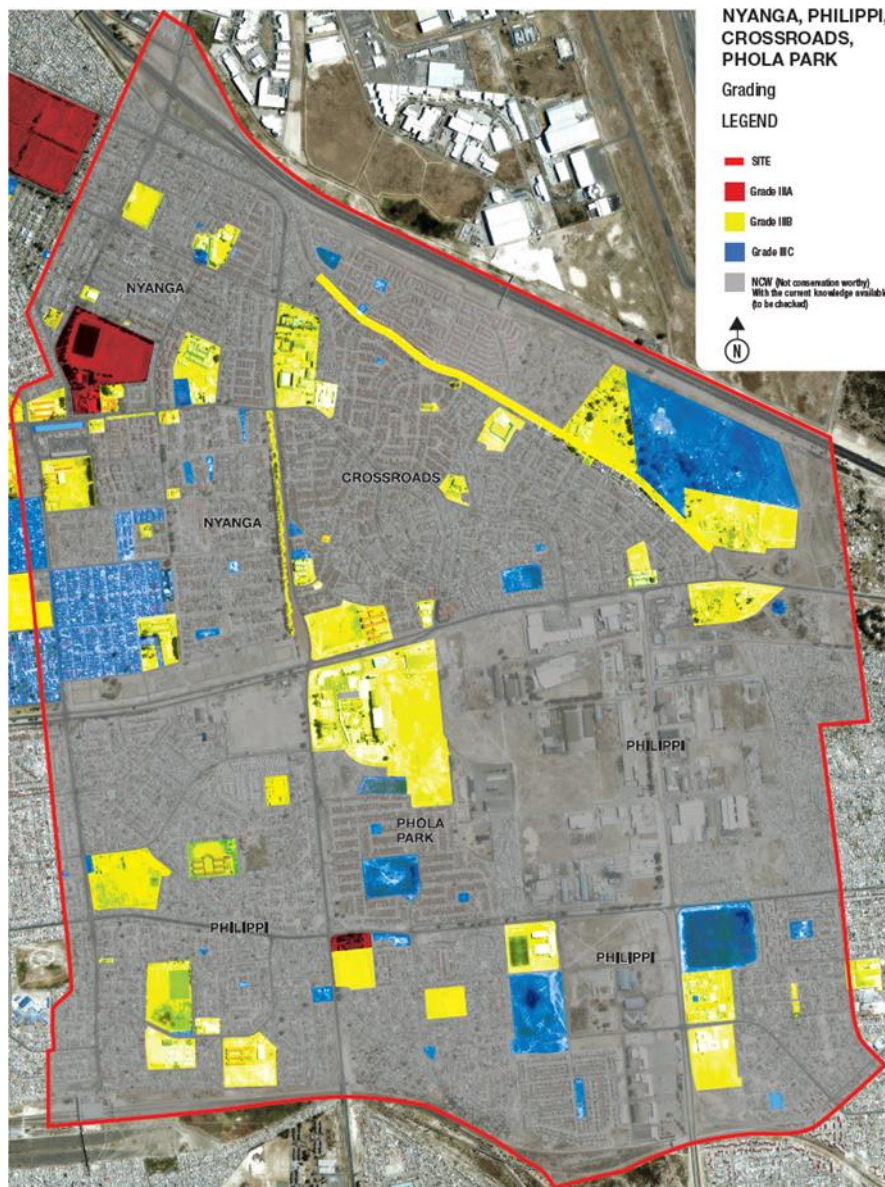 NYANGA, PHILIPPI,
CROSSROADS,
PHOLA PARK
Grading
LEGEND
SITE
Grade IIIA
Grade IIIB
Grade IIIC
NCW (Not conservation worthy)
With the current knowledge available
(to be checked)
N
NYANGA
CROSSROADS
NYANGA
PHILIPPI
PHOLA
PARK
PHILIPPI
PHILIPPI